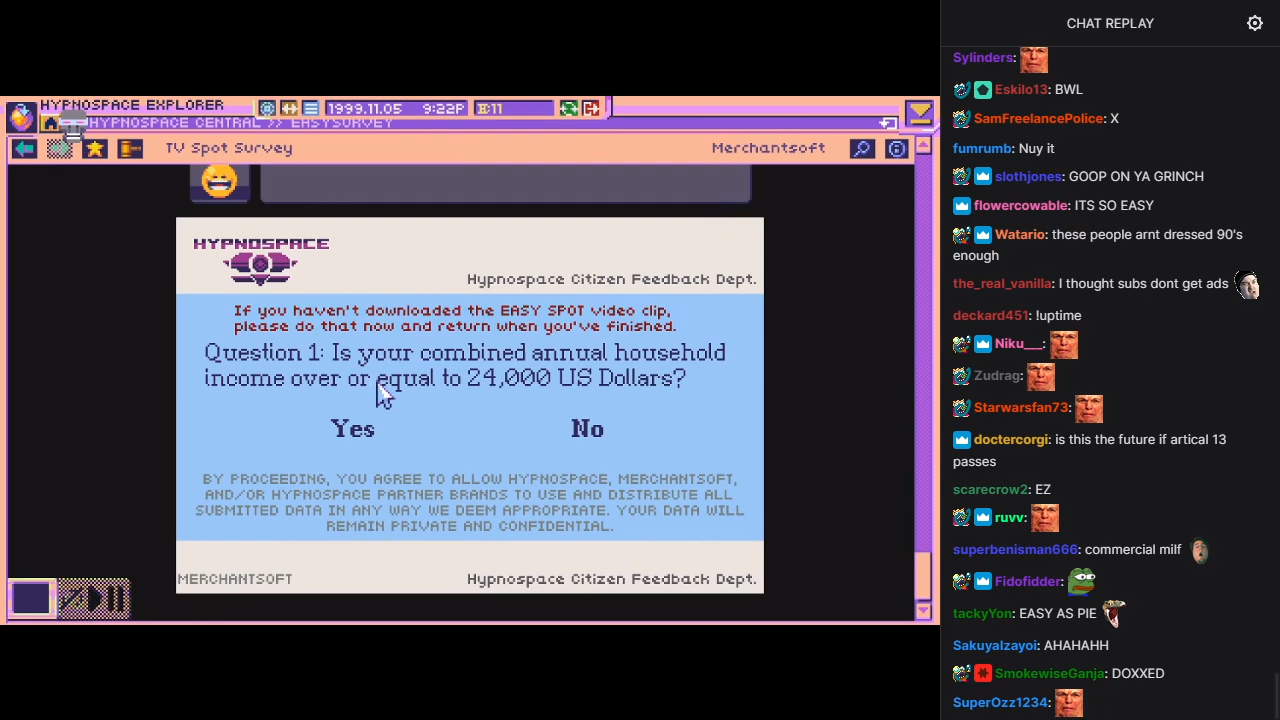 HYPNOSPACE EXPLORER
1999.11.05 9:22P
HYPNOSPACE CENTRAL >> EASYSURVEY
TV Spot Survey
Merchantsoft
HYPNOSPACE
Hypnospace Citizen Feedback Dept.
If you haven't downloaded the EASY SPOT video clip,
please do that now and return when you've finished.
Question 1: Is your combined annual household
income over or equal to 24,000 US Dollars?
Yes
No
BY PROCEEDING, YOU AGREE TO ALLOW HYPNOSPACE, MERCHANTSOFT,
AND/OR HYPNOSPACE PARTNER BRANDS TO USE AND DISTRIBUTE ALL
SUBMITTED DATA IN ANY WAY WE DEEM APPROPRIATE. YOUR DATA WILL
REMAIN PRIVATE AND CONFIDENTIAL.
MERCHANTSOFT
Hypnospace Citizen Feedback Dept.
CHAT REPLAY
Sylinders:
Eskilo13: BWL
SamFreelancePolice: X
fumrumb: Nuy it
slothjones: GOOP ON YA GRINCH
flowercowable: ITS SO EASY
Watario: these people arnt dressed 90's
enough
the_real_vanilla: I thought subs dont get ads
deckard451: !uptime
Niku___:
Zudrag:
Starwarsfan73:
doctercorgi: is this the future if artical 13
passes
scarecrow2: EZ
ruvv:
superbenisman666: commercial milf
Fidofidder:
tackyYon: EASY AS PIE
Sakuyalzayoi: AHAHAHH
SmokewiseGanja: DOXXED
SuperOzz1234: